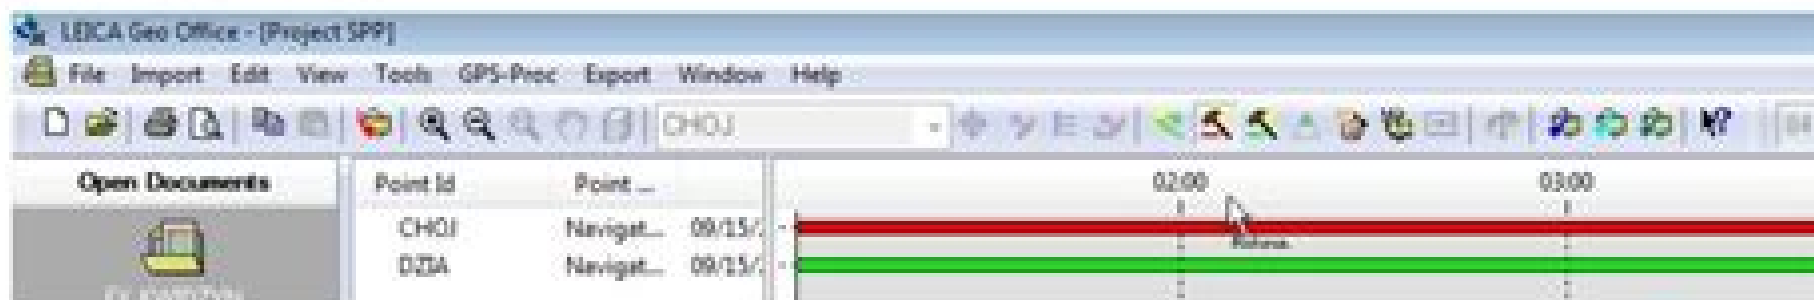 LEICA Geo Office - [Project SPP]
File Import Edit View Tools GPS-Proc Export Window Help
CHOJ
Open Documents Point Id Point ... 02:00 03:00
CHOJ Navigat... 09/15/.
DZIA Navigat... 09/15/.